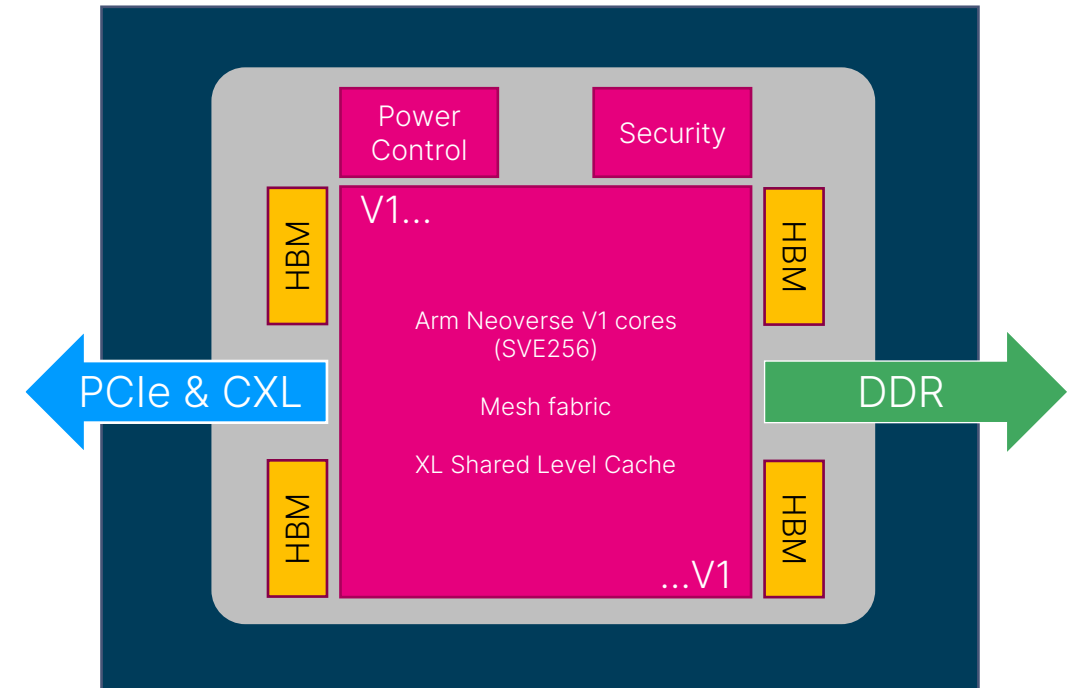 Power
Control
Security
V1...
HBM
HBM
Arm Neoverse V1 cores
(SVE256)
PCIe & CXL
Mesh fabric
DDR
XL Shared Level Cache
HBM
HBM
...V1